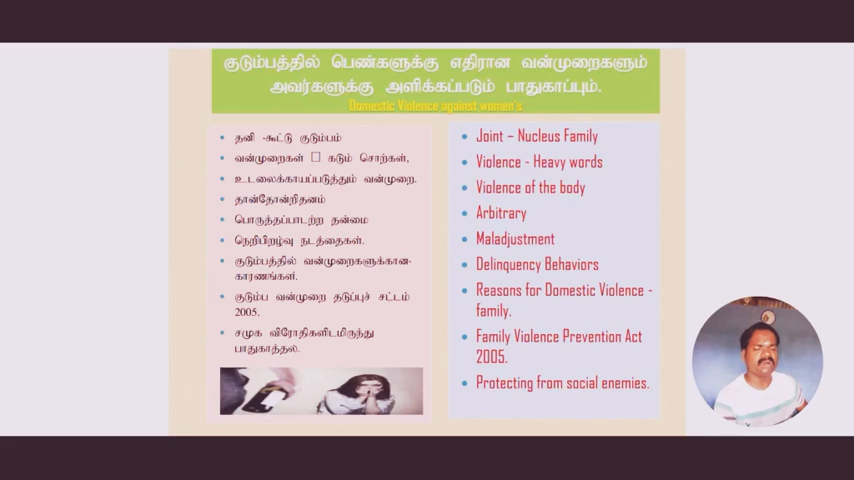 குடும்பத்தில் பெண்களுக்கு எதிரான வன்முறைகளும்
அவர்களுக்கு அளிக்கப்படும் பாதுகாப்பும்.
Domestic Violence against women's
தனி -கூட்டு குடும்பம்
வன்முறைகள் □ கடும் சொற்கள்,
உடலைக்காயப்படுத்தும் வன்முறை.
தான்தோன்றிதனம்
பொருத்தப்பாடற்ற தன்மை
நெறிபிறழ்வு நடத்தைகள்.
குடும்பத்தில் வன்முறைகளுக்கான-
காரணங்கள்.
குடும்ப வன்முறை தடுப்புச் சட்டம்
2005.
சமுக விரோதிகளிடமிருந்து
பாதுகாத்தல.
Joint – Nucleus Family
Violence - Heavy words
Violence of the body
Arbitrary
Maladjustment
Delinquency Behaviors
Reasons for Domestic Violence -
family.
Family Violence Prevention Act
2005.
Protecting from social enemies.